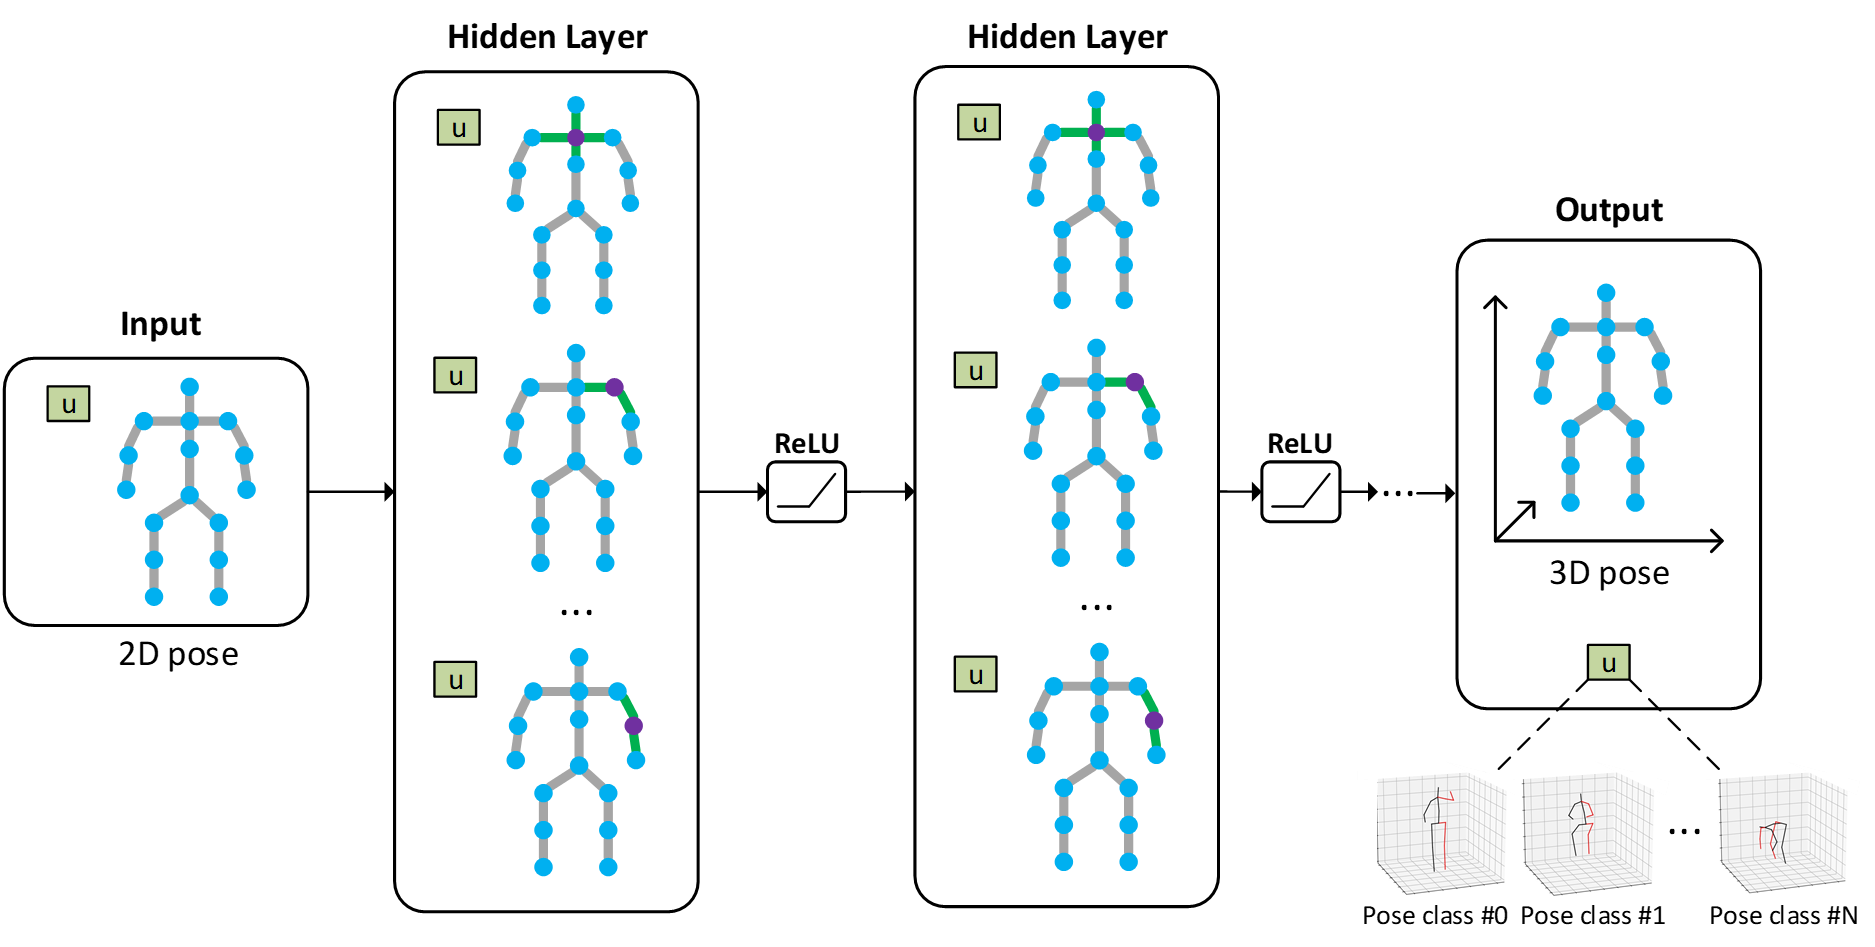 Input
u
2D pose
Hidden Layer
u
u
...
u
ReLU
Hidden Layer
u
u
...
u
ReLU
...
Output
3D pose
u
...
Pose class #0
Pose class #1
Pose class #N